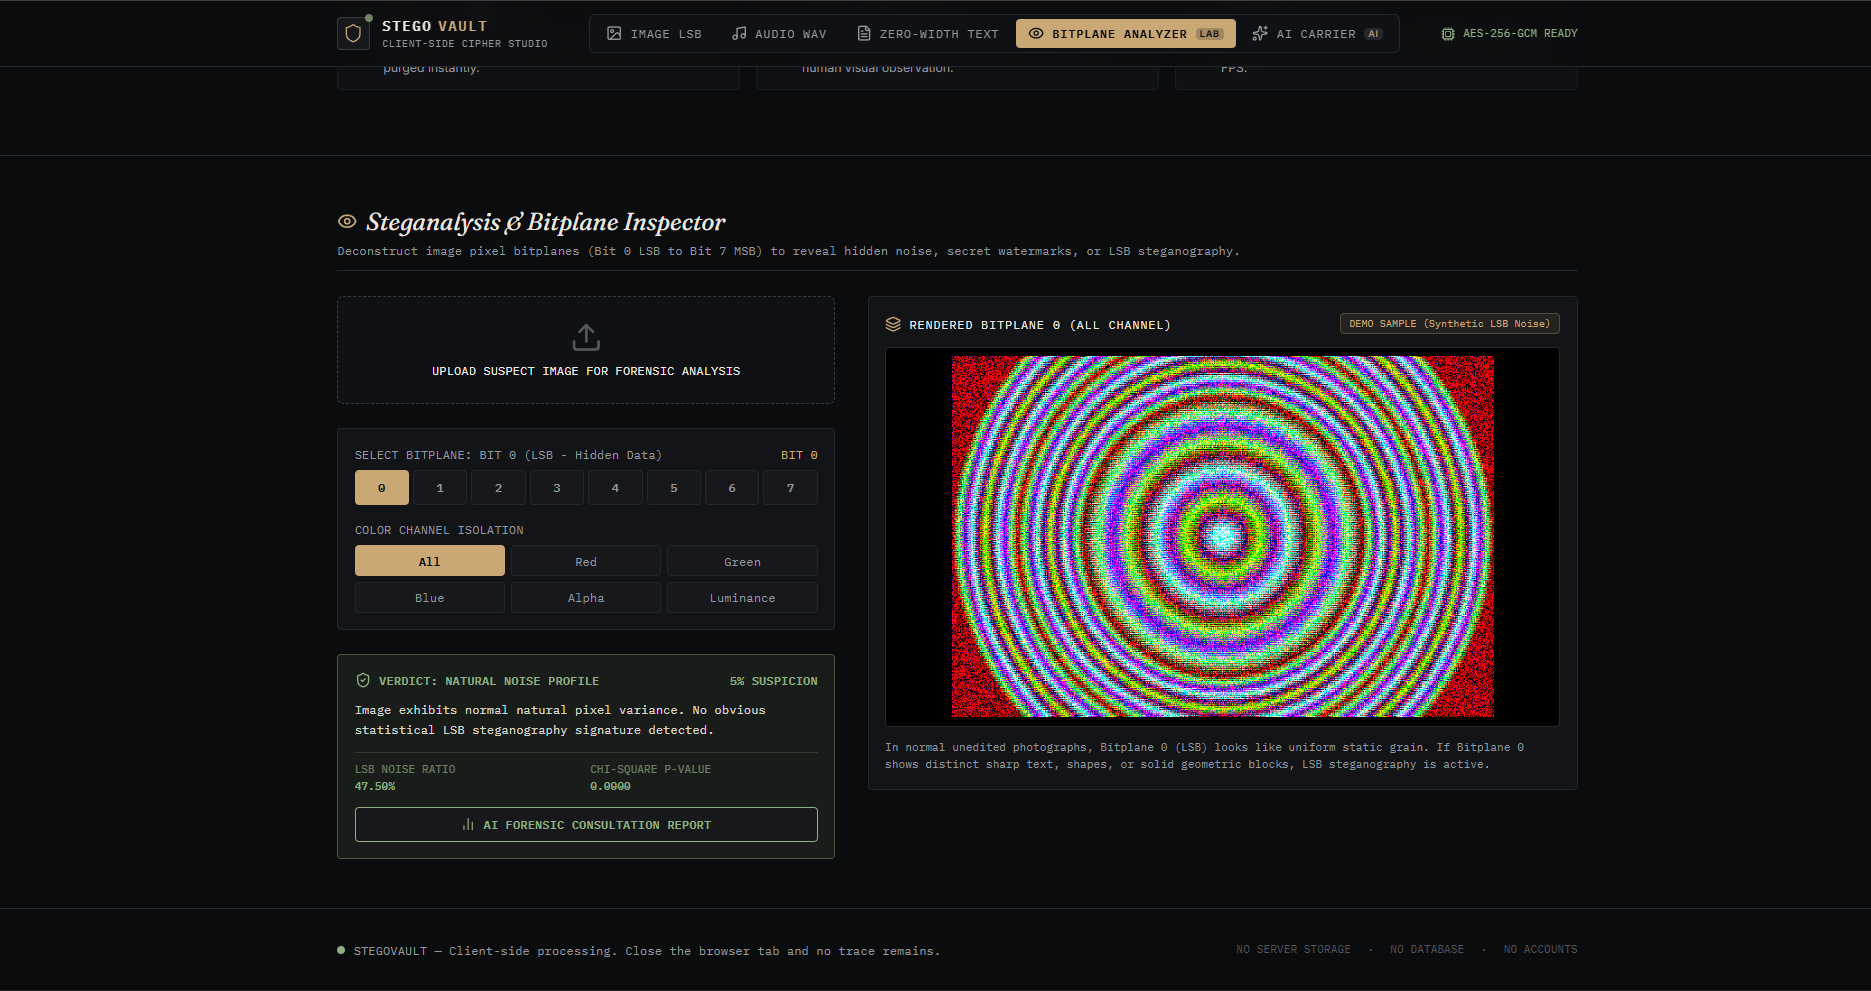 STEGO VAULT
CLIENT-SIDE CIPHER STUDIO
IMAGE LSB
AUDIO WAV
ZERO-WIDTH TEXT
BITPLANE ANALYZER LAB
AI CARRIER AI
AES-256-GCM READY
purged instantly.
human visual observation.
FPS.
Steganalysis & Bitplane Inspector
Deconstruct image pixel bitplanes (Bit 0 LSB to Bit 7 MSB) to reveal hidden noise, secret watermarks, or LSB steganography.
UPLOAD SUSPECT IMAGE FOR FORENSIC ANALYSIS
SELECT BITPLANE: BIT 0 (LSB - Hidden Data) BIT 0
0 1 2 3 4 5 6 7
COLOR CHANNEL ISOLATION
All Red Green
Blue Alpha Luminance
VERDICT: NATURAL NOISE PROFILE 5% SUSPICION
Image exhibits normal natural pixel variance. No obvious
statistical LSB steganography signature detected.
LSB NOISE RATIO CHI-SQUARE P-VALUE
47.50% 0.0000
AI FORENSIC CONSULTATION REPORT
RENDERED BITPLANE 0 (ALL CHANNEL)
DEMO SAMPLE (Synthetic LSB Noise)
In normal unedited photographs, Bitplane 0 (LSB) looks like uniform static grain. If Bitplane 0
shows distinct sharp text, shapes, or solid geometric blocks, LSB steganography is active.
STEGOVAULT — Client-side processing. Close the browser tab and no trace remains.
NO SERVER STORAGE · NO DATABASE · NO ACCOUNTS